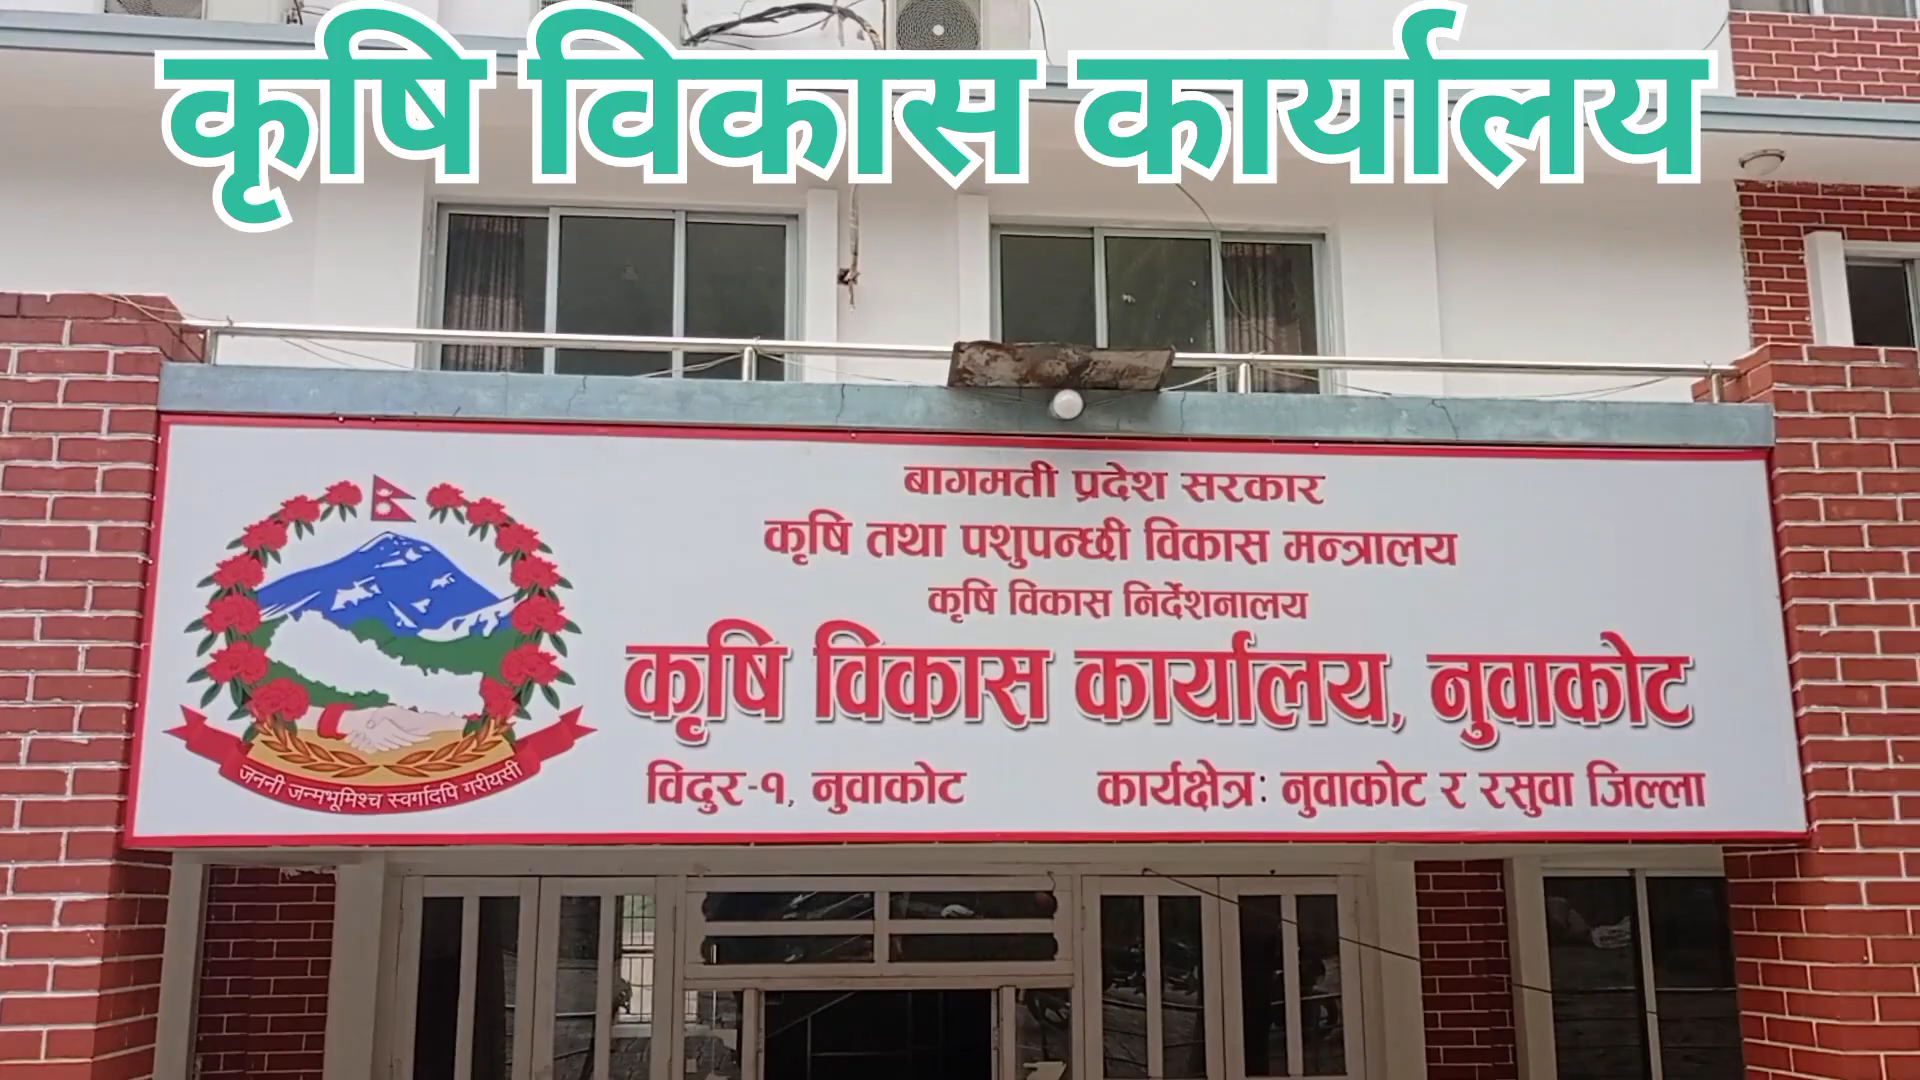 कृषि विकास कार्यालय
बागमती प्रदेश सरकार
कृषि तथा पशुपन्छी विकास मन्त्रालय
कृषि विकास निर्देशनालय
कृषि विकास कार्यालय, नुवाकोट
विदुर-१, नुवाकोट
कार्यक्षेत्र: नुवाकोट र रसुवा जिल्ला
जननी जन्मभूमिश्च स्वर्गादपि गरीयसी